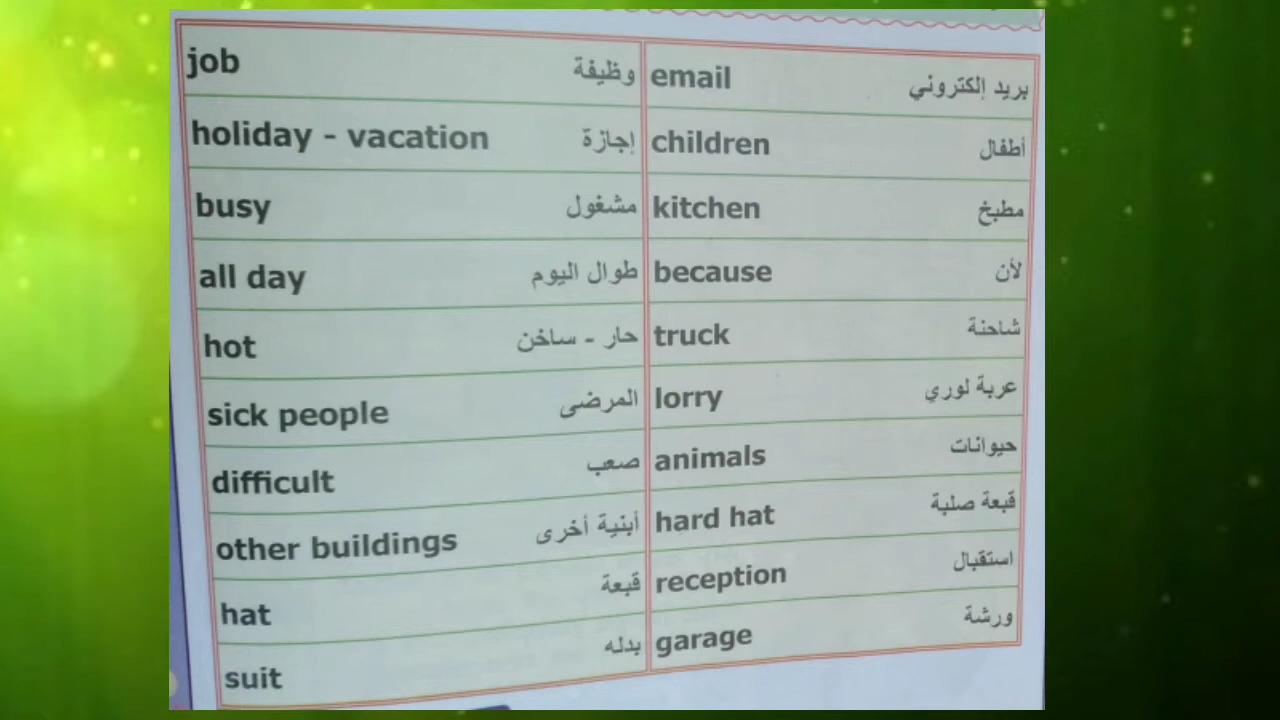 job وظيفة
holiday - vacation إجازة
busy مشغول
all day طوال اليوم
hot حار - ساخن
sick people المرضى
difficult صعب
other buildings أبنية أخرى
hat قبعة
suit بدله
email بريد إلكتروني
children أطفال
kitchen مطبخ
because لأن
truck شاحنة
lorry عربة لوري
animals حيوانات
hard hat قبعة صلبة
reception استقبال
garage ورشة